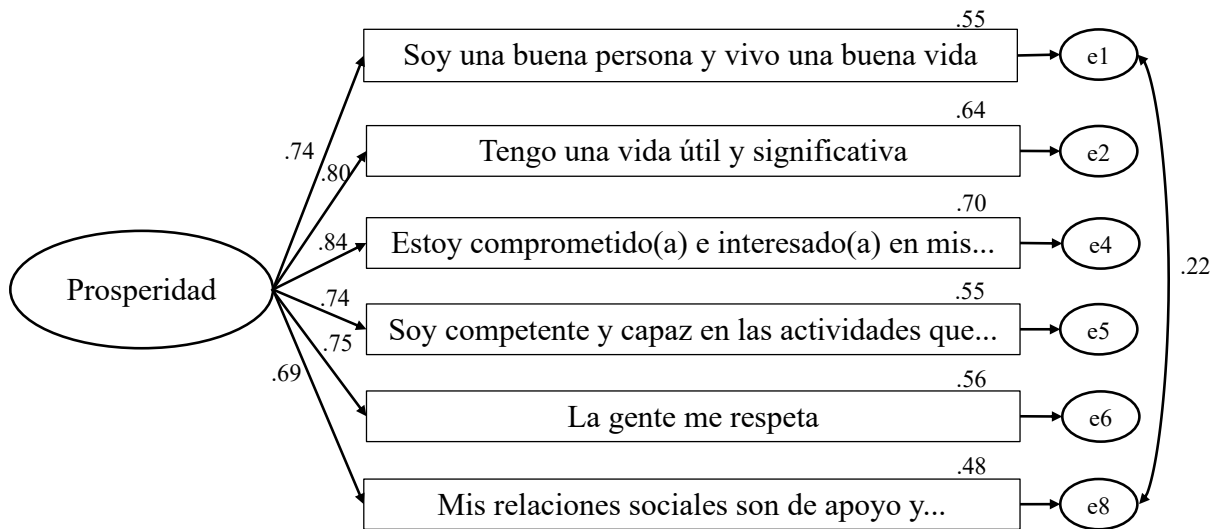 .55
Soy una buena persona y vivo una buena vida
e1
.64
.74
Tengo una vida útil y significativa
e2
.80
.70
.84
Estoy comprometido(a) e interesado(a) en mis...
e4
.22
Prosperidad
.74
.55
Soy competente y capaz en las actividades que...
e5
.75
.69
.56
La gente me respeta
e6
.48
Mis relaciones sociales son de apoyo y...
e8